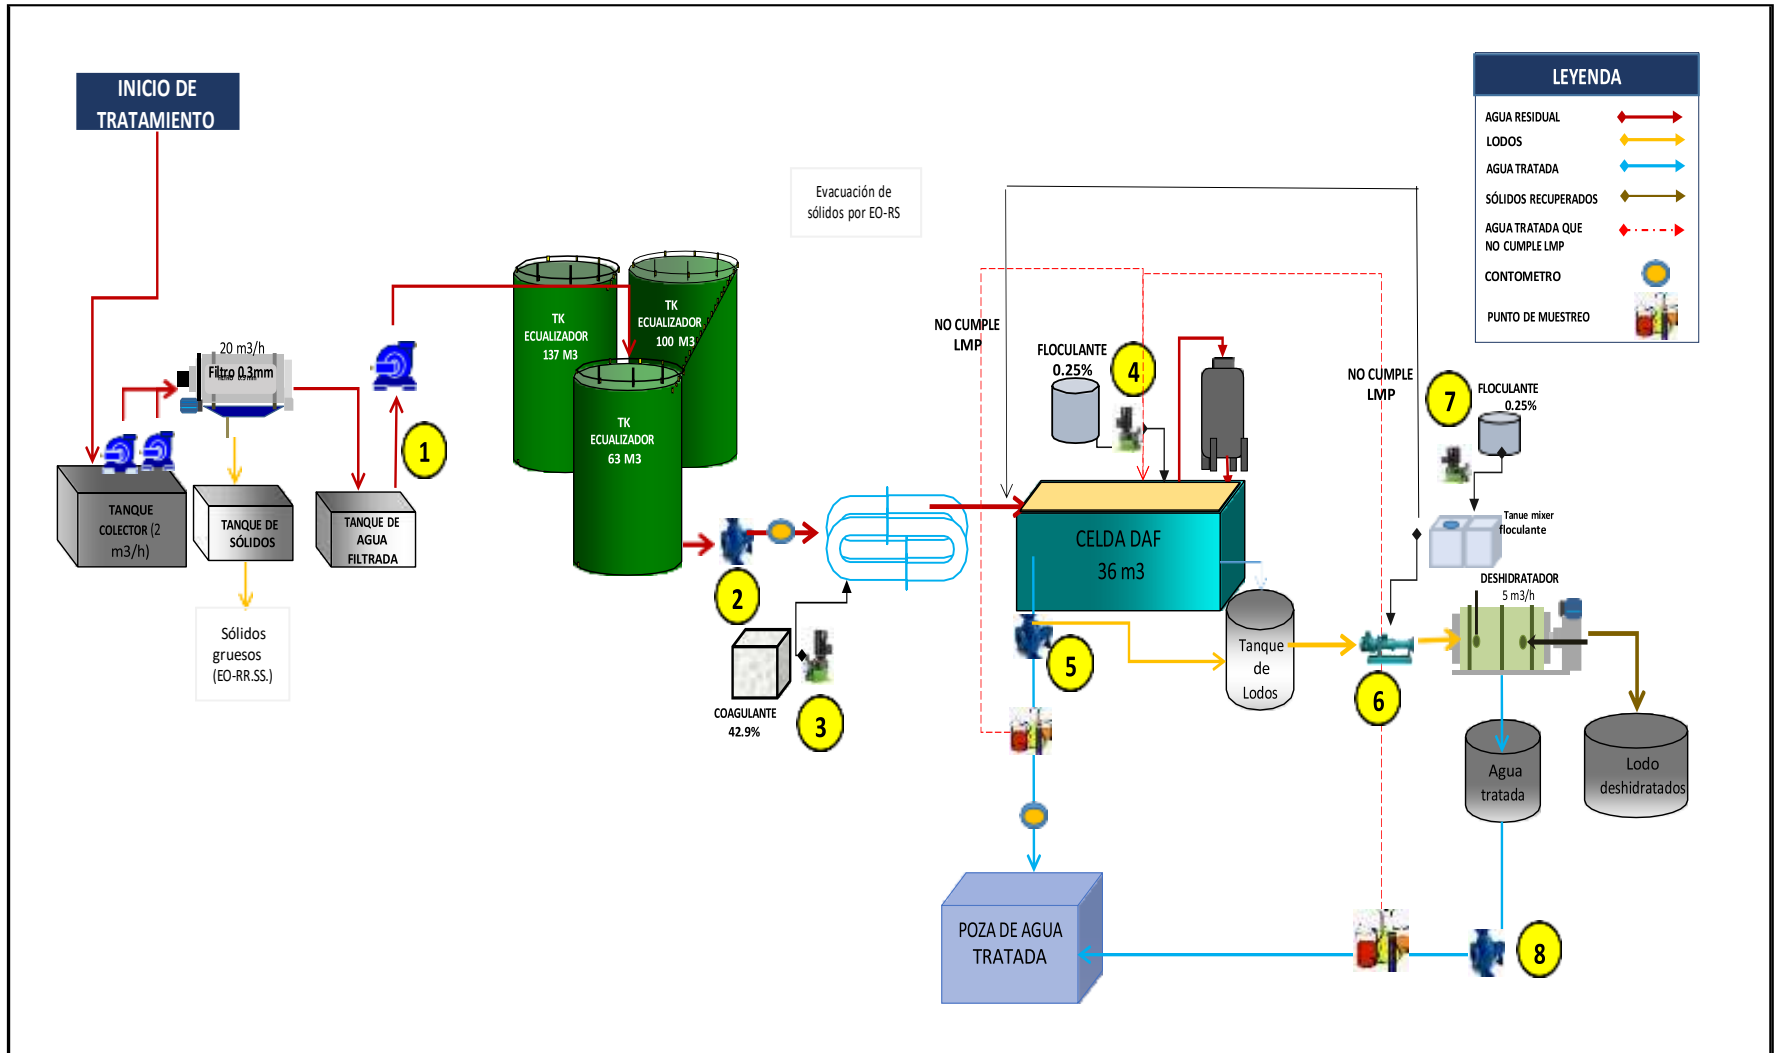 INICIO DE
TRATAMIENTO
20 m3/h
Filtro 0.3mm
TANQUE
COLECTOR (2
m3/h)
TANQUE DE
SÓLIDOS
TANQUE DE
AGUA
FILTRADA
1
Sólidos
gruesos
(EO-RR.SS.)
TK
ECUALIZADOR
137 M3
TK
ECUALIZADOR
100 M3
TK
ECUALIZADOR
63 M3
2
COAGULANTE
42.9%
3
Evacuación de
sólidos por EO-RS
NO CUMPLE
LMP
FLOCULANTE
0.25%
4
CELDA DAF
36 m3
5
Tanque
de
Lodos
NO CUMPLE
LMP
6
7
FLOCULANTE
0.25%
Tanue mixer
floculante
DESHIDRATADOR
5 m3/h
Agua
tratada
Lodo
deshidratados
POZA DE AGUA
TRATADA
8
LEYENDA
AGUA RESIDUAL
LODOS
AGUA TRATADA
SÓLIDOS RECUPERADOS
AGUA TRATADA QUE
NO CUMPLE LMP
CONTOMETRO
PUNTO DE MUESTREO